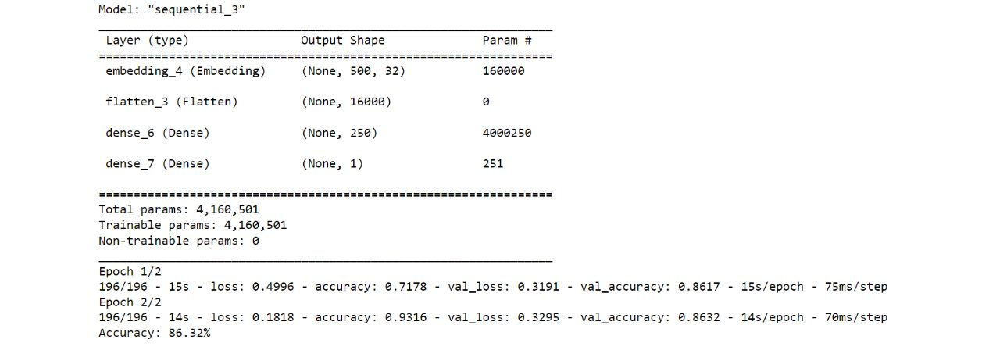 Model: "sequential_3"
_________________________________________________________________
Layer (type) Output Shape Param #
=================================================================
embedding_4 (Embedding) (None, 500, 32) 160000
flatten_3 (Flatten) (None, 16000) 0
dense_6 (Dense) (None, 250) 4000250
dense_7 (Dense) (None, 1) 251
=================================================================
Total params: 4,160,501
Trainable params: 4,160,501
Non-trainable params: 0
_________________________________________________________________
Epoch 1/2
196/196 - 15s - loss: 0.4996 - accuracy: 0.7178 - val_loss: 0.3191 - val_accuracy: 0.8617 - 15s/epoch - 75ms/step
Epoch 2/2
196/196 - 14s - loss: 0.1818 - accuracy: 0.9316 - val_loss: 0.3295 - val_accuracy: 0.8632 - 14s/epoch - 70ms/step
Accuracy: 86.32%